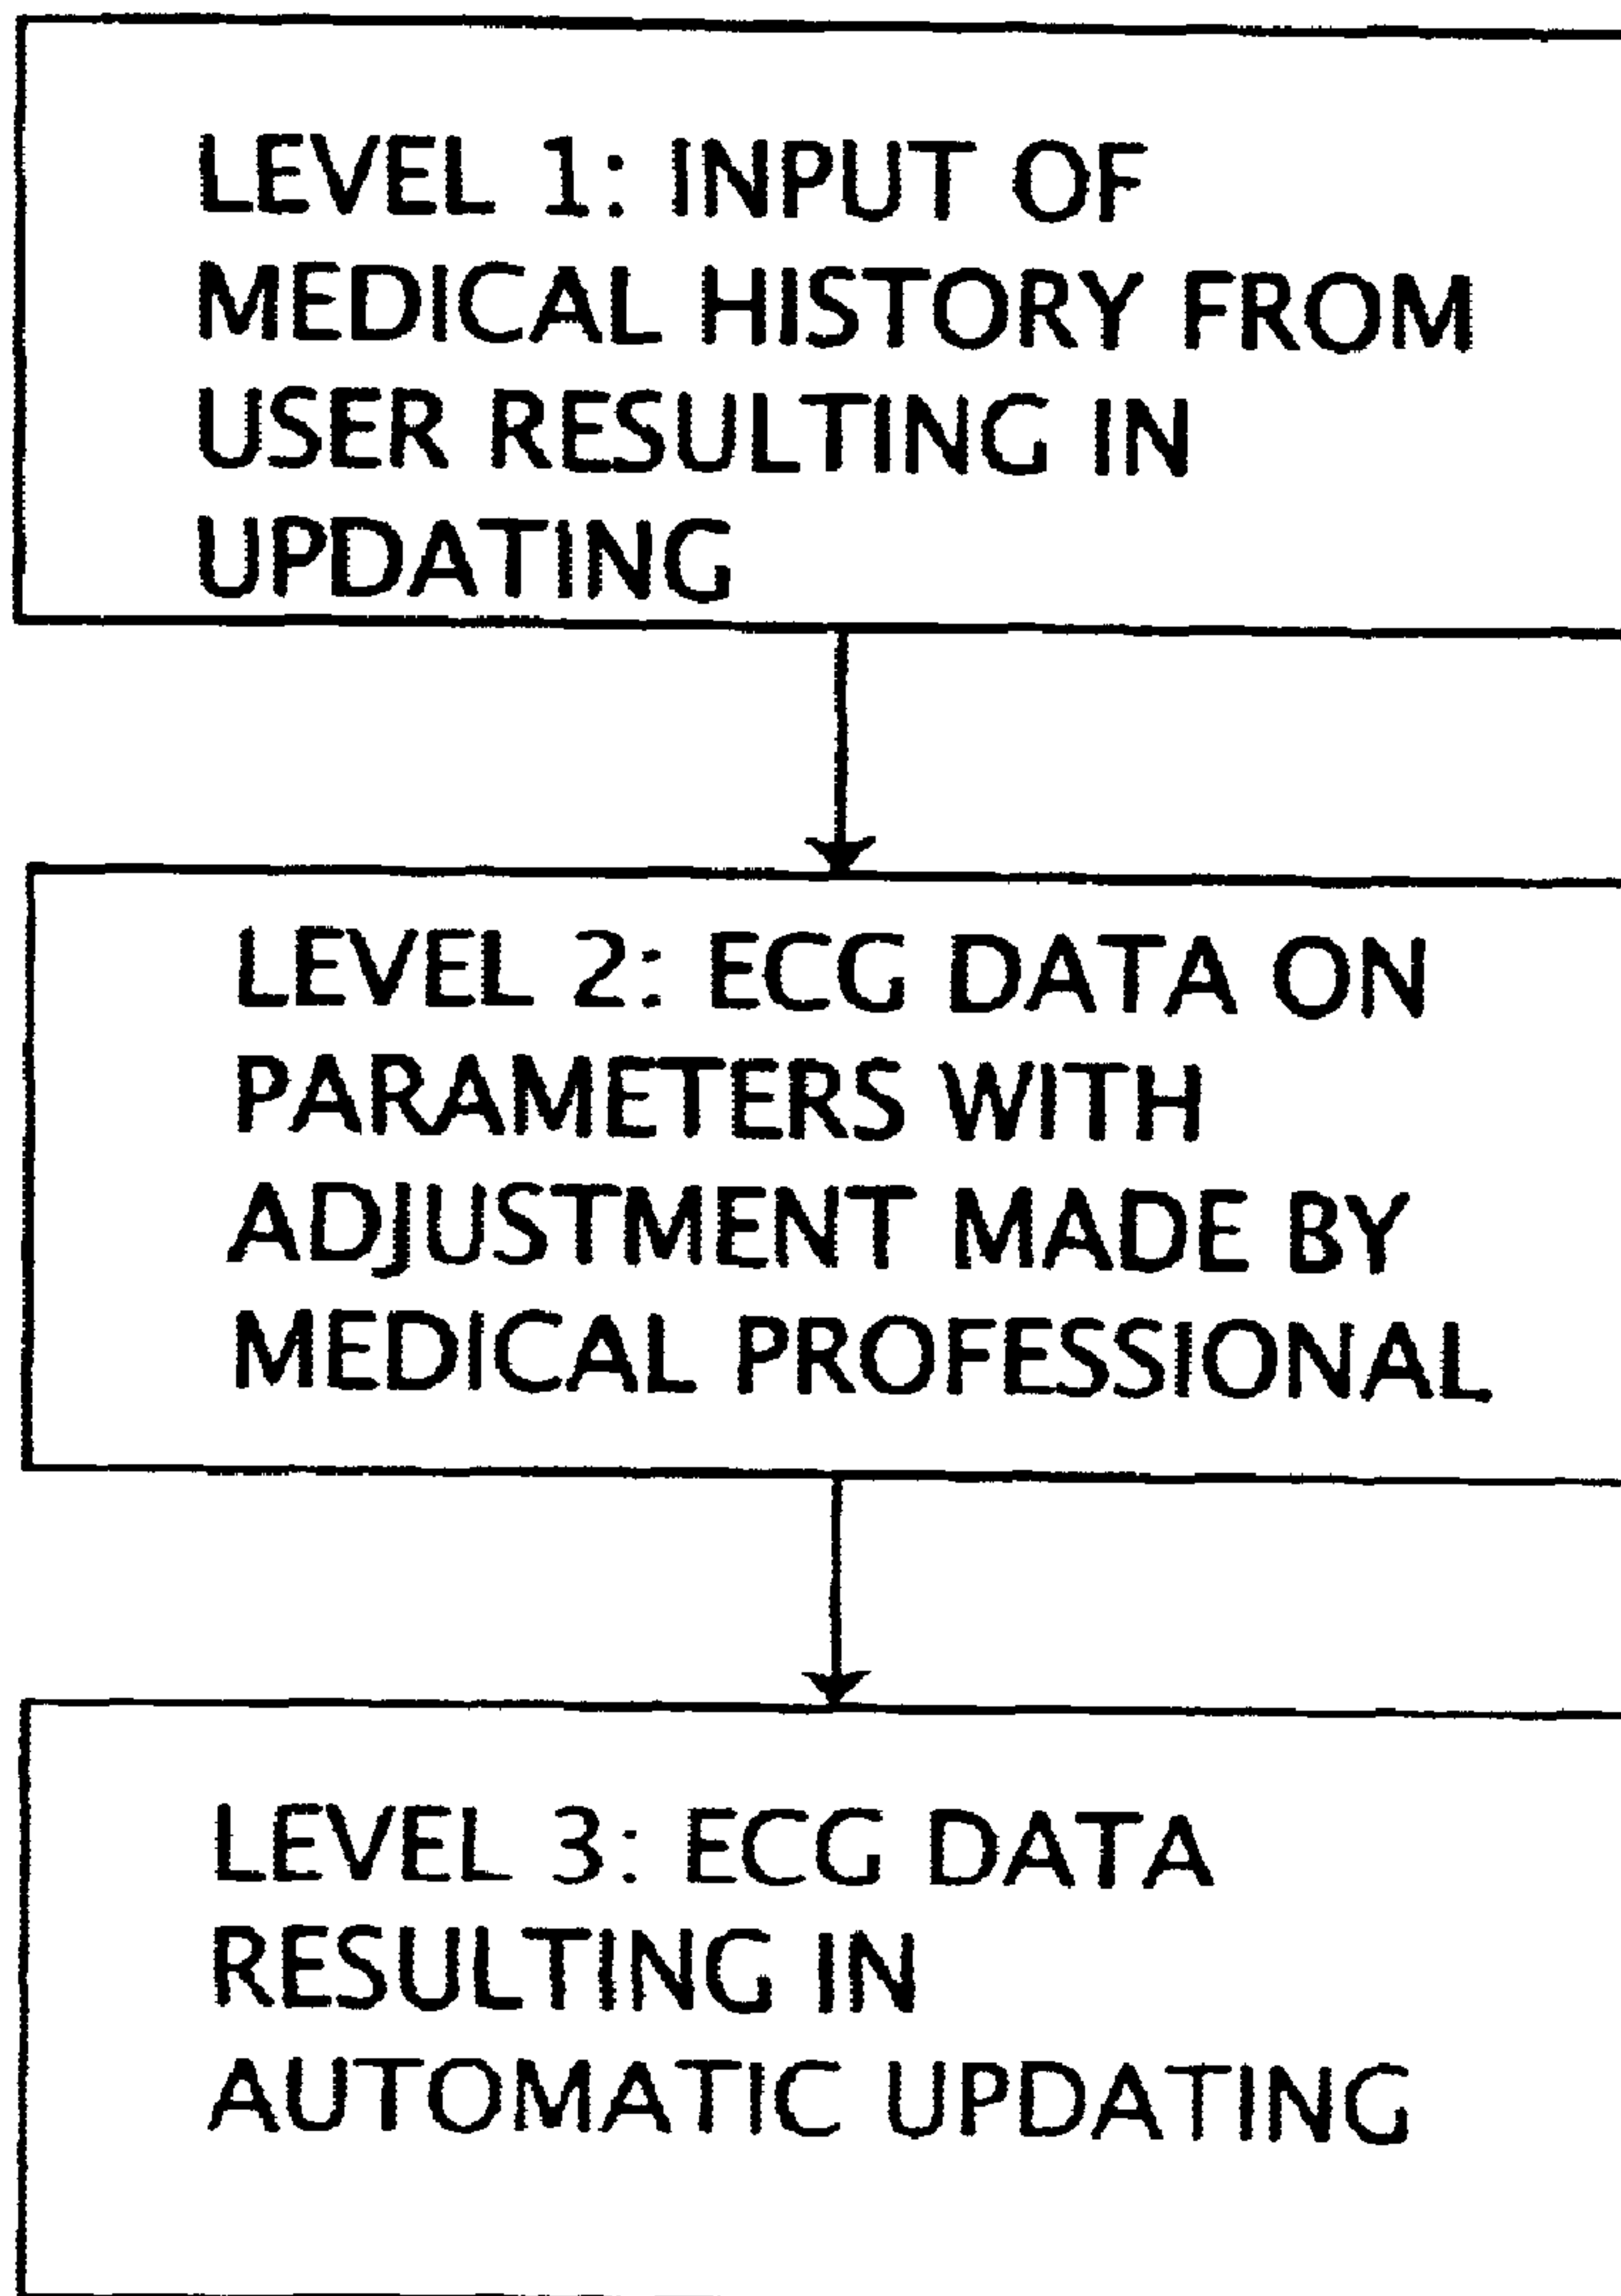 LEVEL 1: INPUT OF
MEDICAL HISTORY FROM
USER RESULTING IN
UPDATING
LEVEL 2: ECG DATA ON
PARAMETERS WITH
ADJUSTMENT MADE BY
MEDICAL PROFESSIONAL
LEVEL 3: ECG DATA
RESULTING IN
AUTOMATIC UPDATING